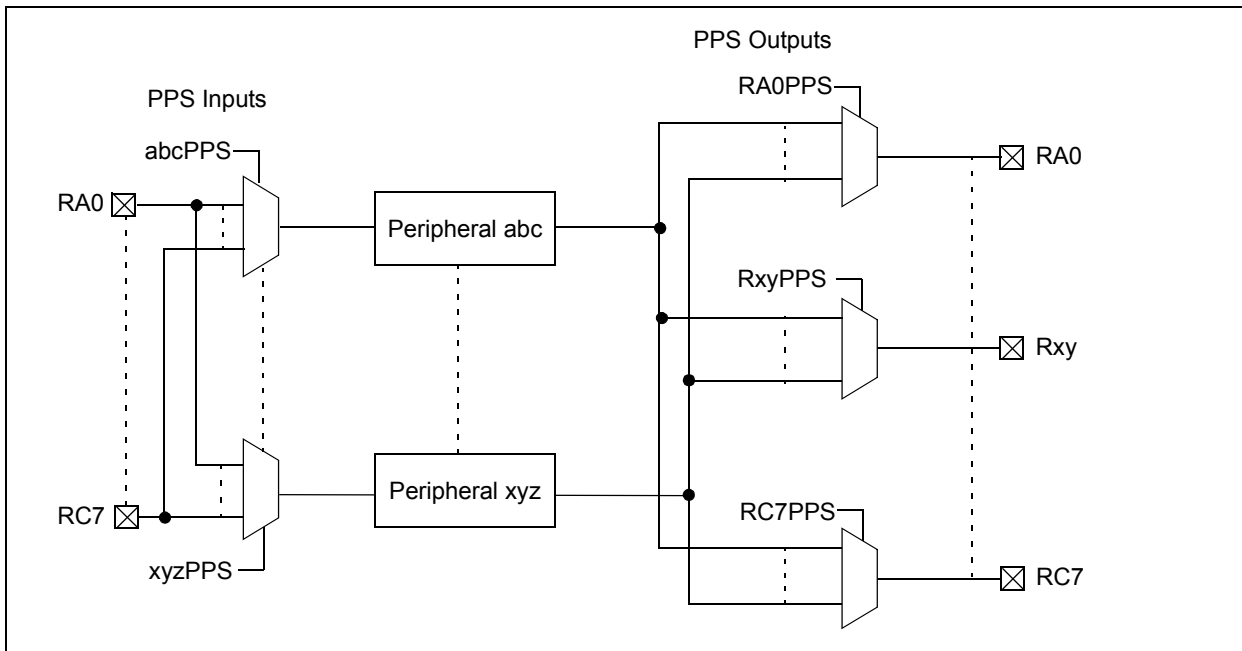 PPS Outputs
RA0PPS
PPS Inputs
abcPPS
RA0
RA0
Peripheral abc
RxyPPS
Rxy
Peripheral xyz
RC7
RC7PPS
xyzPPS
RC7